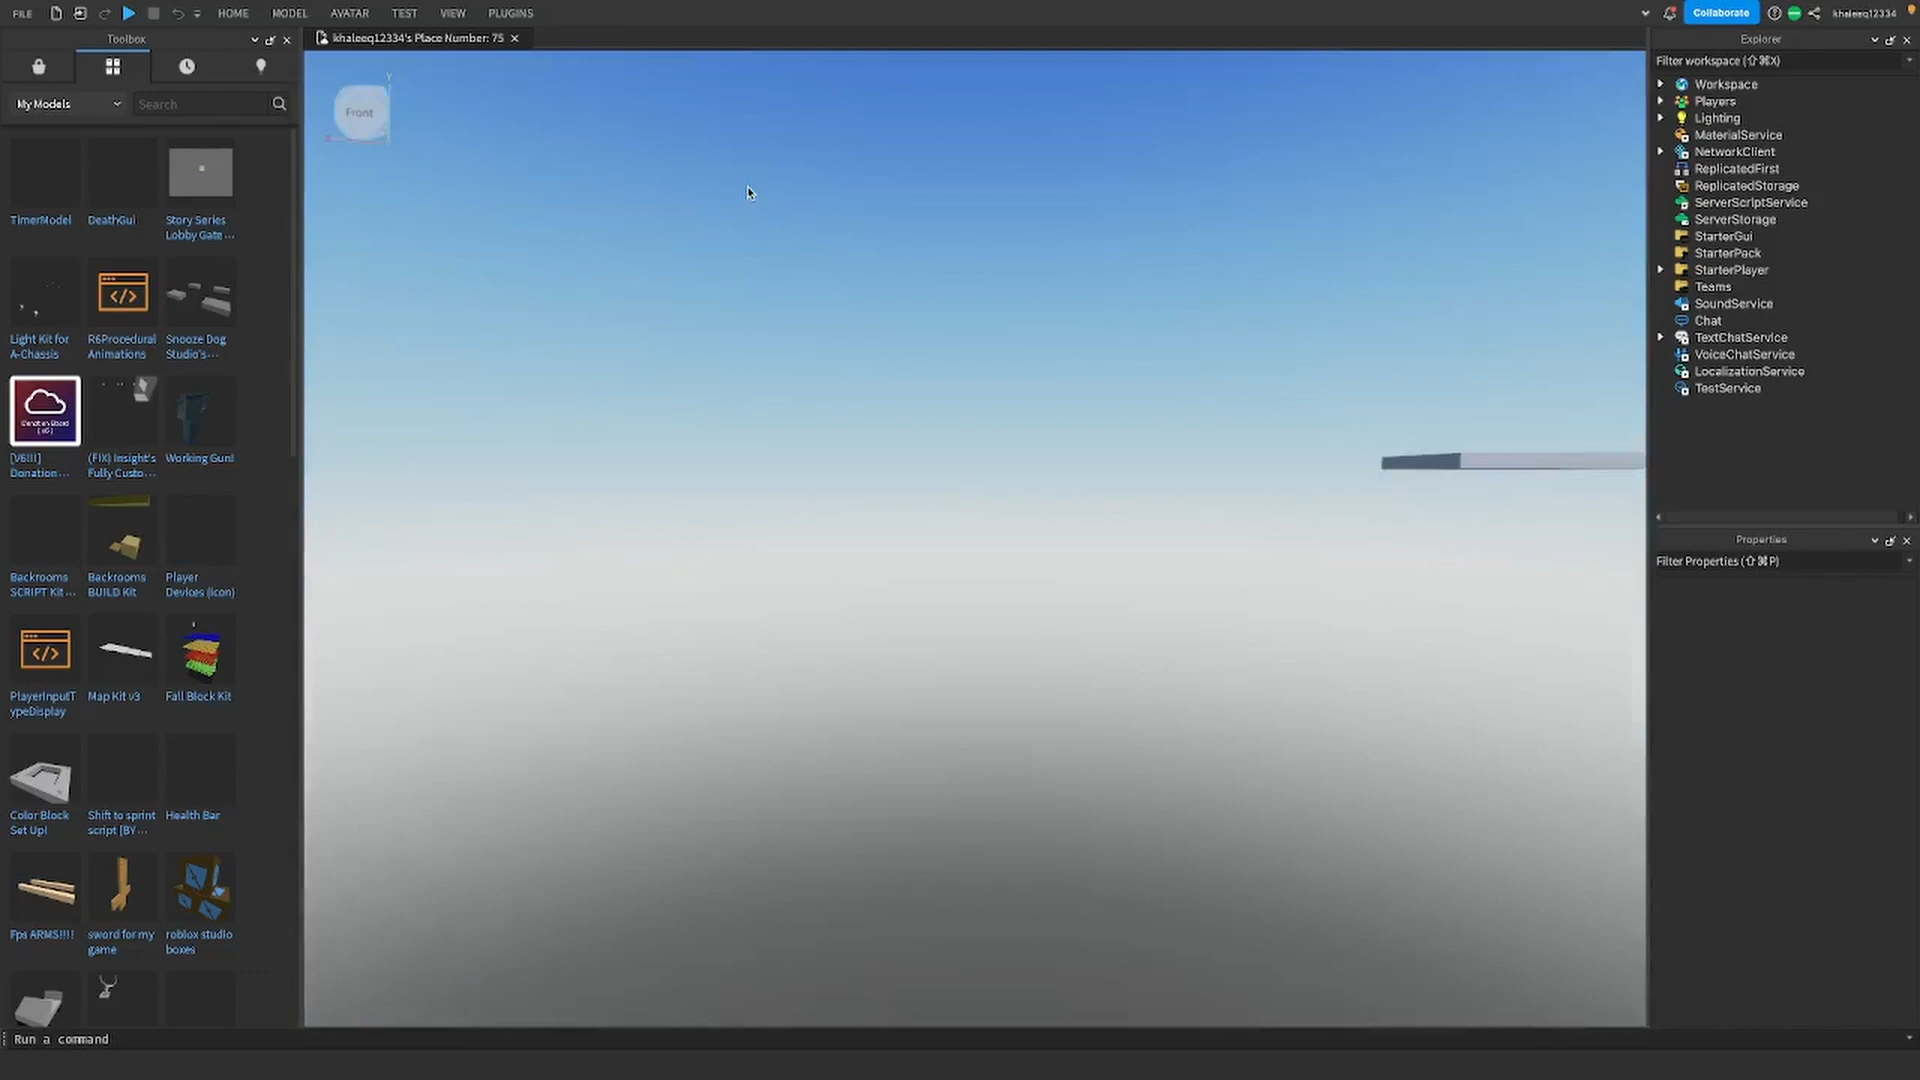 FILE
HOME
MODEL
AVATAR
TEST
VIEW
PLUGINS
Collaborate
khaleeq12334
Toolbox
khaleeq12334's Place Number: 75
Explorer
My Models
Search
Filter workspace (⇧⌘X)
Front
Y
X
TimerModel
DeathGui
Story Series
Lobby Gate ...
Light Kit for
A-Chassis
R6Procedural
Animations
Snooze Dog
Studio's...
Donation Board
[V6!!!]
Donation ...
(FIX) Insight's
Fully Custo...
Working Gun!
Backrooms
SCRIPT Kit ...
Backrooms
BUILD Kit
Player
Devices (icon)
PlayerInputT
ypeDisplay
Map Kit v3
Fall Block Kit
Color Block
Set Up!
Shift to sprint
script [BY ...
Health Bar
Fps ARMS!!!!
sword for my
game
roblox studio
boxes
Workspace
Players
Lighting
MaterialService
NetworkClient
ReplicatedFirst
ReplicatedStorage
ServerScriptService
ServerStorage
StarterGui
StarterPack
StarterPlayer
Teams
SoundService
Chat
TextChatService
VoiceChatService
LocalizationService
TestService
Properties
Filter Properties (⇧⌘P)
Run a command